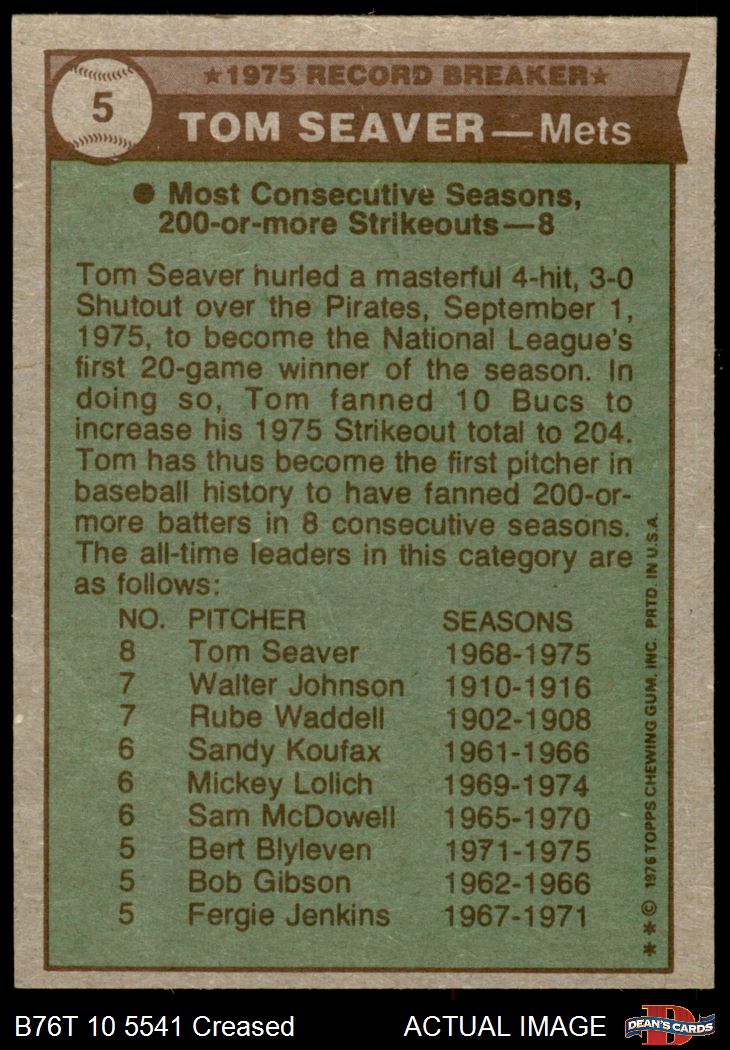 ★1975 RECORD BREAKER★
5
TOM SEAVER—Mets
● Most Consecutive Seasons,
200-or-more Strikeouts—8
Tom Seaver hurled a masterful 4-hit, 3-0
Shutout over the Pirates, September 1,
1975, to become the National League's
first 20-game winner of the season. In
doing so, Tom fanned 10 Bucs to
increase his 1975 Strikeout total to 204.
Tom has thus become the first pitcher in
baseball history to have fanned 200-or-
more batters in 8 consecutive seasons.
The all-time leaders in this category are
as follows:
NO. PITCHER SEASONS
8 Tom Seaver 1968-1975
7 Walter Johnson 1910-1916
7 Rube Waddell 1902-1908
6 Sandy Koufax 1961-1966
6 Mickey Lolich 1969-1974
6 Sam McDowell 1965-1970
5 Bert Blyleven 1971-1975
5 Bob Gibson 1962-1966
5 Fergie Jenkins 1967-1971
**© 1976 TOPPS CHEWING GUM, INC. PRTD. IN U.S.A.
B76T 10 5541 Creased ACTUAL IMAGE
D
DEAN'S CARDS